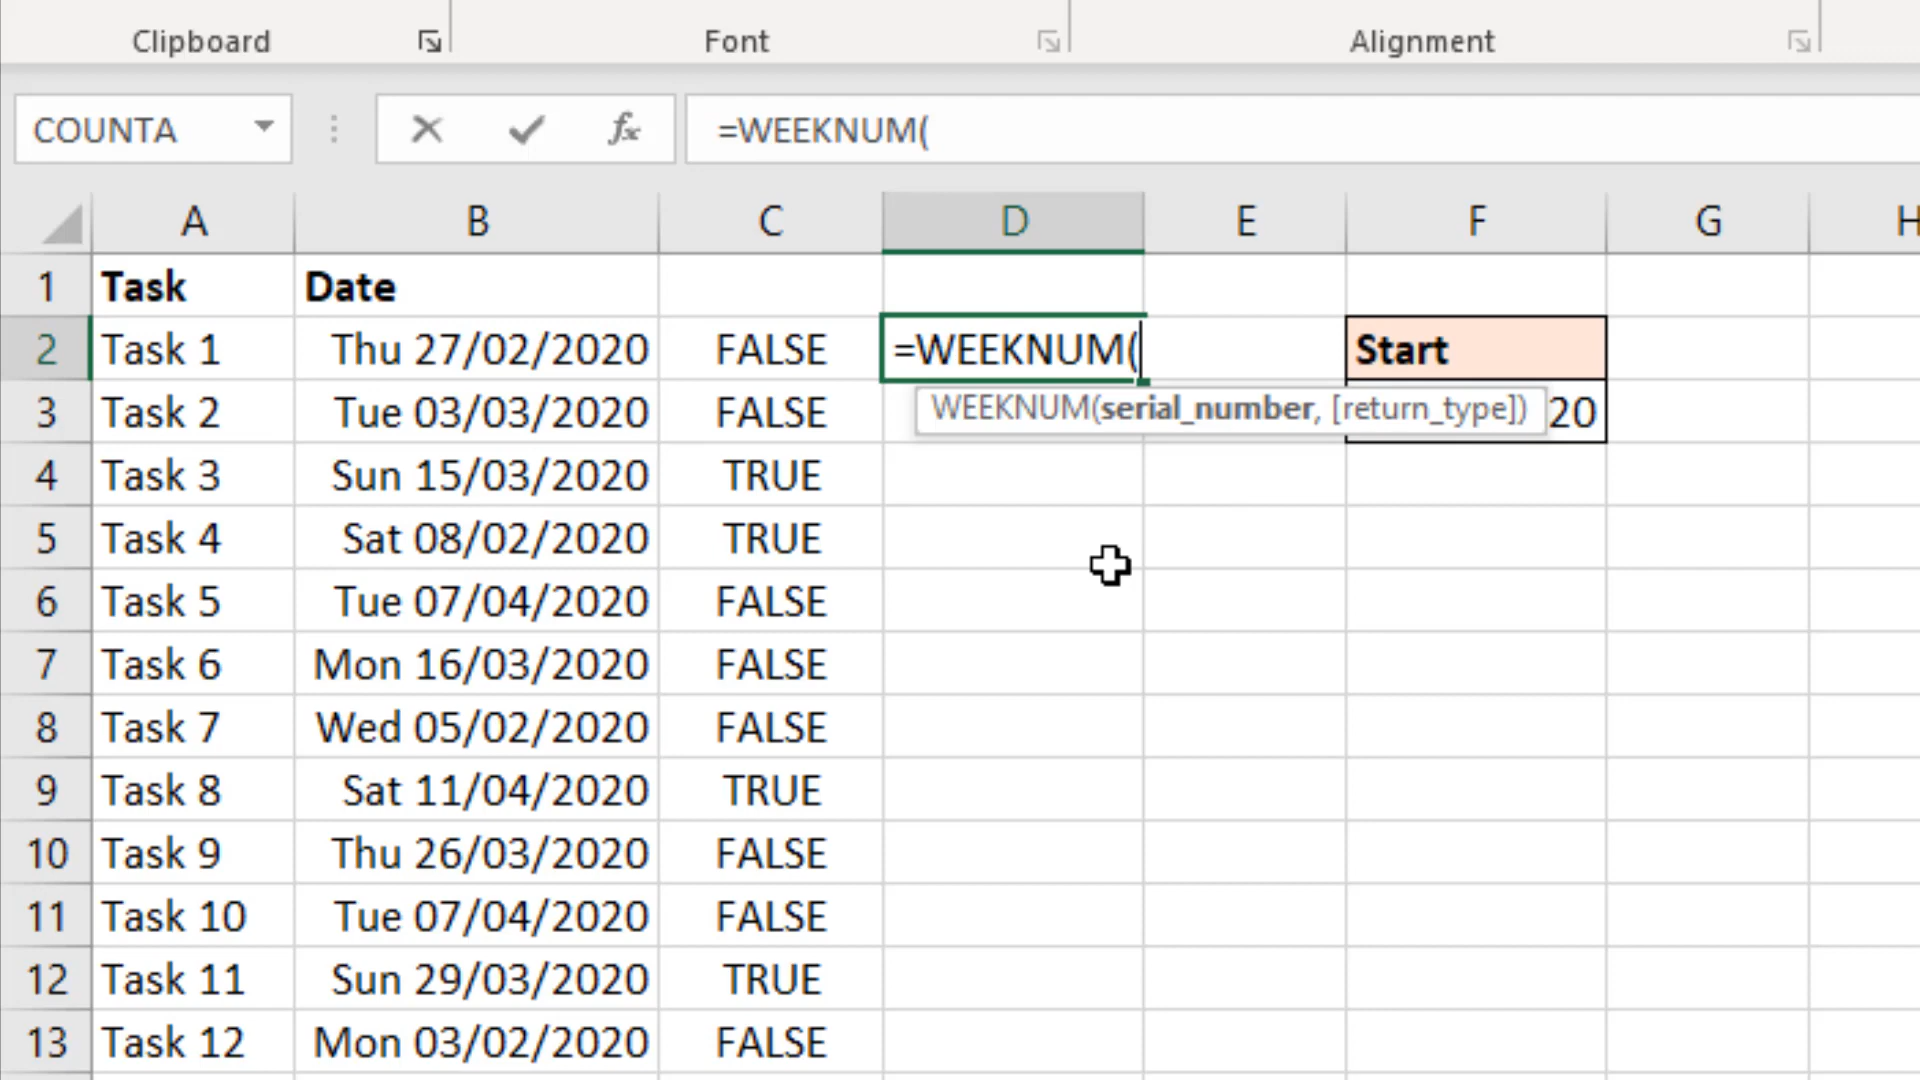 Clipboard Font Alignment
COUNTA fx =WEEKNUM(
A B C D E F G H
1 Task Date
2 Task 1 Thu 27/02/2020 FALSE =WEEKNUM( Start
3 Task 2 Tue 03/03/2020 FALSE WEEKNUM(serial_number, [return_type]) 20
4 Task 3 Sun 15/03/2020 TRUE
5 Task 4 Sat 08/02/2020 TRUE
6 Task 5 Tue 07/04/2020 FALSE
7 Task 6 Mon 16/03/2020 FALSE
8 Task 7 Wed 05/02/2020 FALSE
9 Task 8 Sat 11/04/2020 TRUE
10 Task 9 Thu 26/03/2020 FALSE
11 Task 10 Tue 07/04/2020 FALSE
12 Task 11 Sun 29/03/2020 TRUE
13 Task 12 Mon 03/02/2020 FALSE